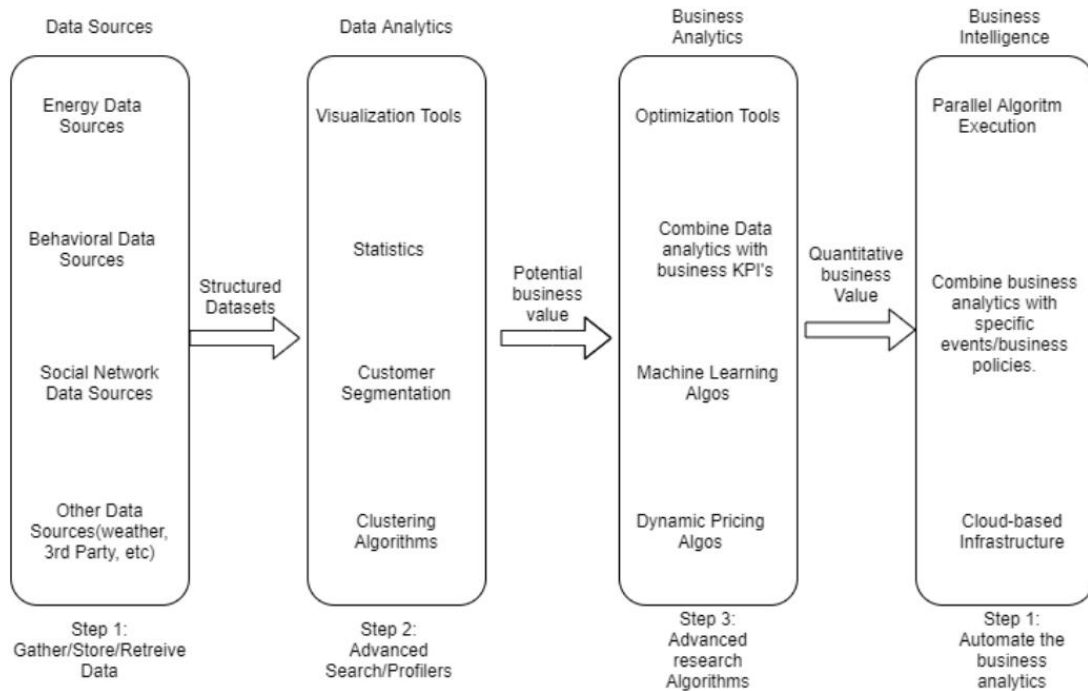 Data Sources
Energy Data
Sources
Behavioral Data
Sources
Social Network
Data Sources
Other Data
Sources(weather,
3rd Party, etc)
Step 1:
Gather/Store/Retreive
Data
Structured
Datasets
Data Analytics
Visualization Tools
Statistics
Customer
Segmentation
Clustering
Algorithms
Step 2:
Advanced
Search/Profilers
Potential
business
value
Business
Analytics
Optimization Tools
Combine Data
analytics with
business KPI's
Machine Learning
Algos
Dynamic Pricing
Algos
Step 3:
Advanced
research
Algorithms
Quantitative
business
Value
Business
Intelligence
Parallel Algoritm
Execution
Combine business
analytics with
specific
events/business
policies.
Cloud-based
Infrastructure
Step 1:
Automate the
business
analytics